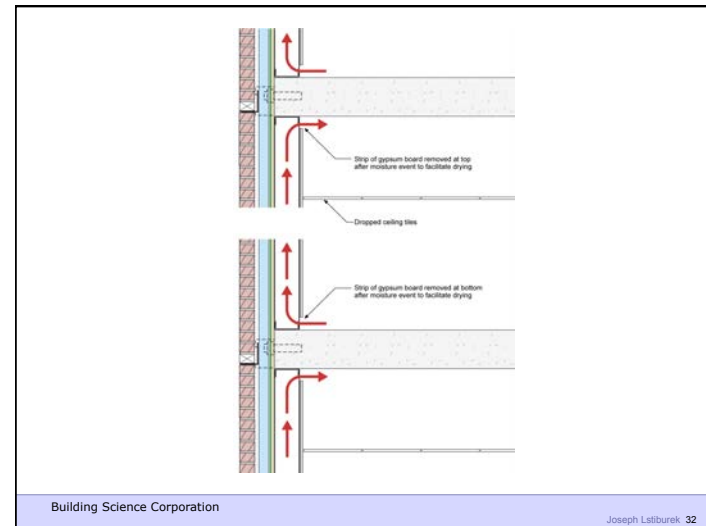 Strip of gypsum board removed at top
after moisture event to facilitate drying
Dropped ceiling tiles
Strip of gypsum board removed at bottom
after moisture event to facilitate drying
Building Science Corporation
Joseph Lstiburek 32